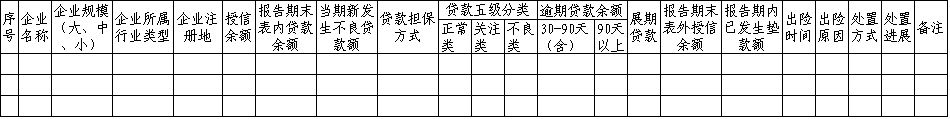 序号 企业名称 企业规模（大、中、小） 企业所属行业类型 企业注册地 授信余额 报告期末表内贷款余额 当期新发生不良贷款额 贷款担保方式 贷款五级分类 正常类 关注类 不良类 逾期贷款余额 30-90天（含） 90天以上 展期贷款 报告期末表外授信余额 报告期内已发生垫款额 出险时间 出险原因 处置方式 处置进展 备注